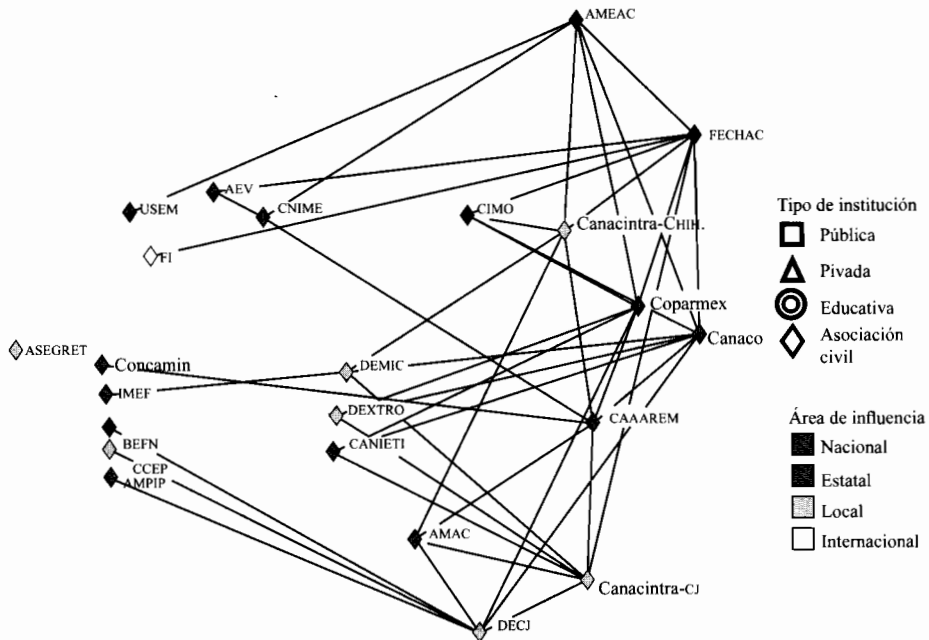 AMEAC
FECHAC
AEV
USEM
CNIME
CIMO
Canacintra-CHIH.
FI
Coparmex
Canaco
ASEGRET
Concamin
DEMIC
IMEF
DEXTRO
CAAAREM
BEFN
CANIETI
CCEP
AMPIP
AMAC
Canacintra-CJ
DECJ
Tipo de institución
Pública
Pivada
Educativa
Asociación
civil
Área de influencia
Nacional
Estatal
Local
Internacional